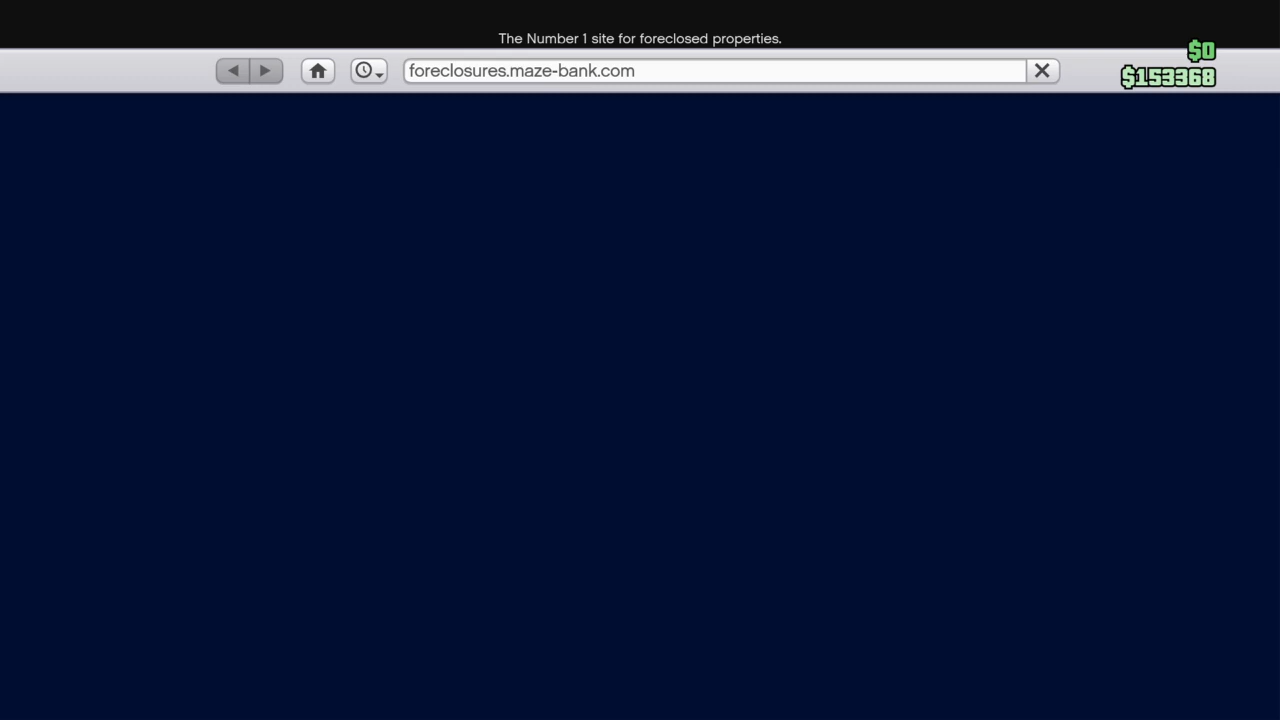 The Number 1 site for foreclosed properties.
$0
foreclosures.maze-bank.com
$153368